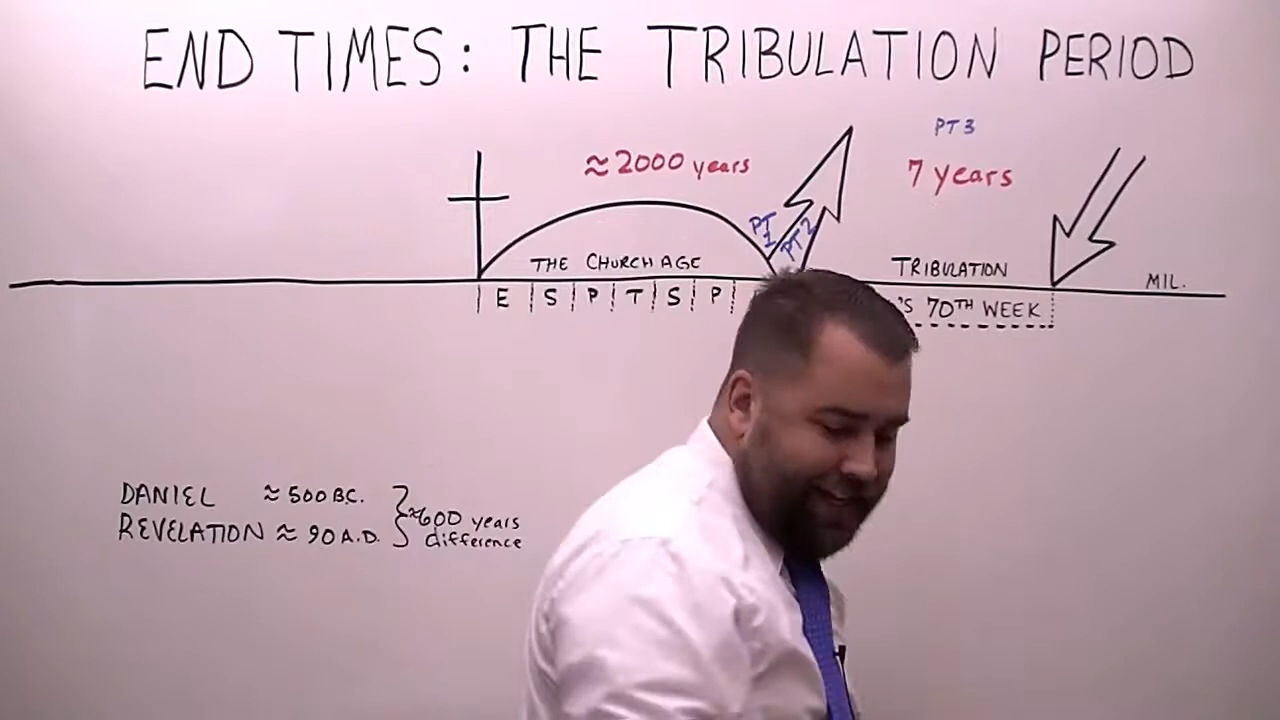 END TIMES: THE TRIBULATION PERIOD
PT 3
≈2000 years
7 years
PT 1
PT 2
THE CHURCH AGE
TRIBULATION
MIL.
E S P T S P
'S 70TH WEEK
DANIEL ≈ 500 B.C.
REVELATION ≈ 90 A.D.
≈600 years
difference